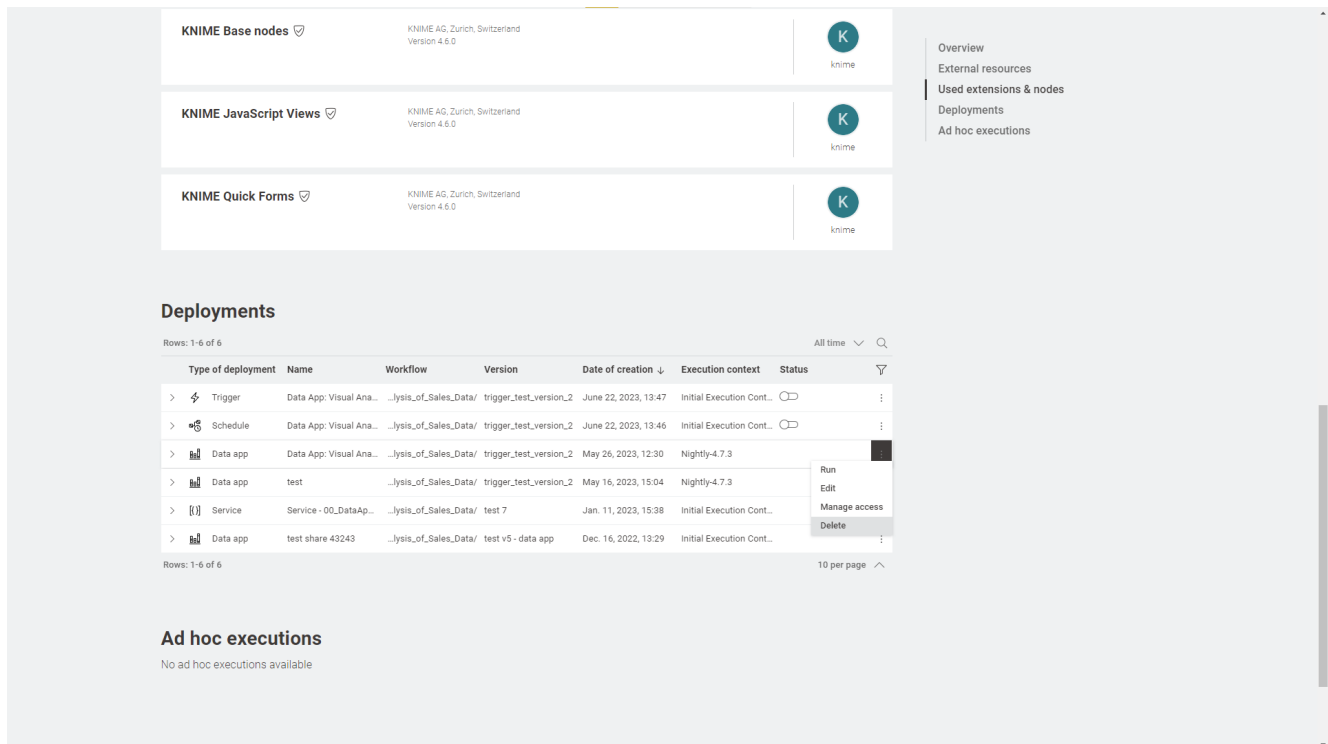 KNIME Base nodes
KNIME AG, Zurich, Switzerland
Version 4.6.0
K
knime
KNIME JavaScript Views
KNIME AG, Zurich, Switzerland
Version 4.6.0
K
knime
KNIME Quick Forms
KNIME AG, Zurich, Switzerland
Version 4.6.0
K
knime
Overview
External resources
Used extensions & nodes
Deployments
Ad hoc executions
Deployments
Rows: 1-6 of 6 All time
Type of deployment Name Workflow Version Date of creation ↓ Execution context Status
Trigger Data App: Visual Ana... ...lysis_of_Sales_Data/ trigger_test_version_2 June 22, 2023, 13:47 Initial Execution Cont...
Schedule Data App: Visual Ana... ...lysis_of_Sales_Data/ trigger_test_version_2 June 22, 2023, 13:46 Initial Execution Cont...
Data app Data App: Visual Ana... ...lysis_of_Sales_Data/ trigger_test_version_2 May 26, 2023, 12:30 Nightly-4.7.3
Data app test ...lysis_of_Sales_Data/ trigger_test_version_2 May 16, 2023, 15:04 Nightly-4.7.3
Service Service - 00_DataAp... ...lysis_of_Sales_Data/ test 7 Jan. 11, 2023, 15:38 Initial Execution Cont...
Data app test share 43243 ...lysis_of_Sales_Data/ test v5 - data app Dec. 16, 2022, 13:29 Initial Execution Cont...
Run
Edit
Manage access
Delete
Rows: 1-6 of 6 10 per page
Ad hoc executions
No ad hoc executions available